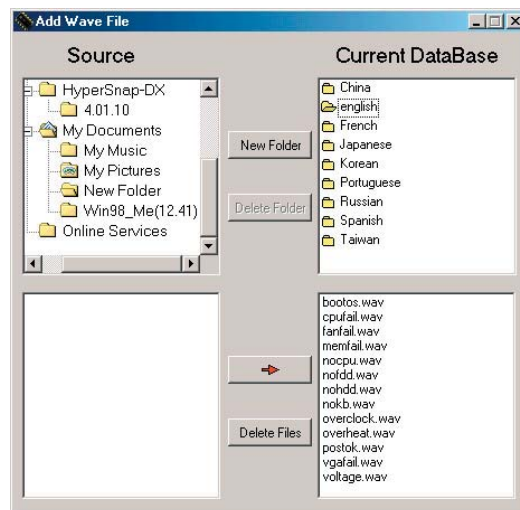 Add Wave File
Source
Current DataBase
HyperSnap-DX
4.01.10
My Documents
My Music
My Pictures
New Folder
Win98_Me(12.41)
Online Services
New Folder
Delete Folder
China
english
French
Japanese
Korean
Portuguese
Russian
Spanish
Taiwan
Delete Files
bootos.wav
cpufail.wav
fanfail.wav
memfail.wav
nocpu.wav
nofdd.wav
nohdd.wav
nokb.wav
overclock.wav
overheat.wav
postok.wav
vgafail.wav
voltage.wav